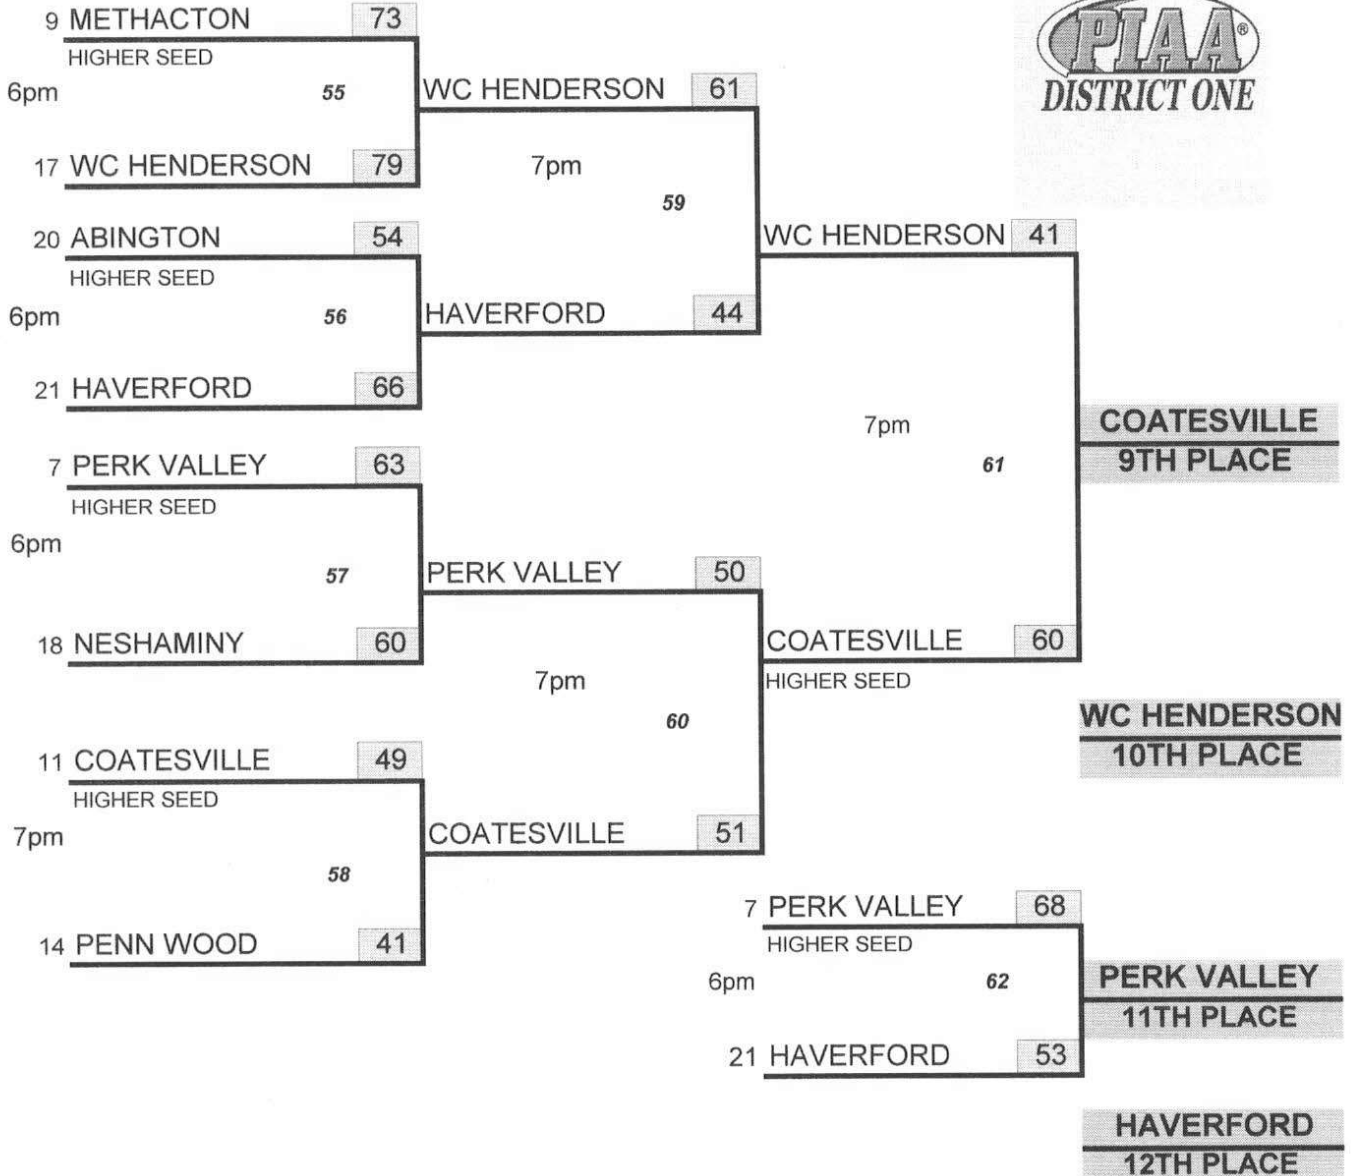 9 METHACTON 73
HIGHER SEED
6pm 55
17 WC HENDERSON 79
20 ABINGTON 54
HIGHER SEED
6pm 56
21 HAVERFORD 66
7 PERK VALLEY 63
HIGHER SEED
6pm
57
18 NESHAMINY 60
11 COATESVILLE 49
HIGHER SEED
7pm
58
14 PENN WOOD 41
WC HENDERSON 61
7pm
59
HAVERFORD 44
PERK VALLEY 50
7pm
60
COATESVILLE 51
WC HENDERSON 41
7pm
61
COATESVILLE 60
HIGHER SEED
7 PERK VALLEY 68
HIGHER SEED
6pm 62
21 HAVERFORD 53
PIAA®
DISTRICT ONE
COATESVILLE
9TH PLACE
WC HENDERSON
10TH PLACE
PERK VALLEY
11TH PLACE
HAVERFORD
12TH PLACE